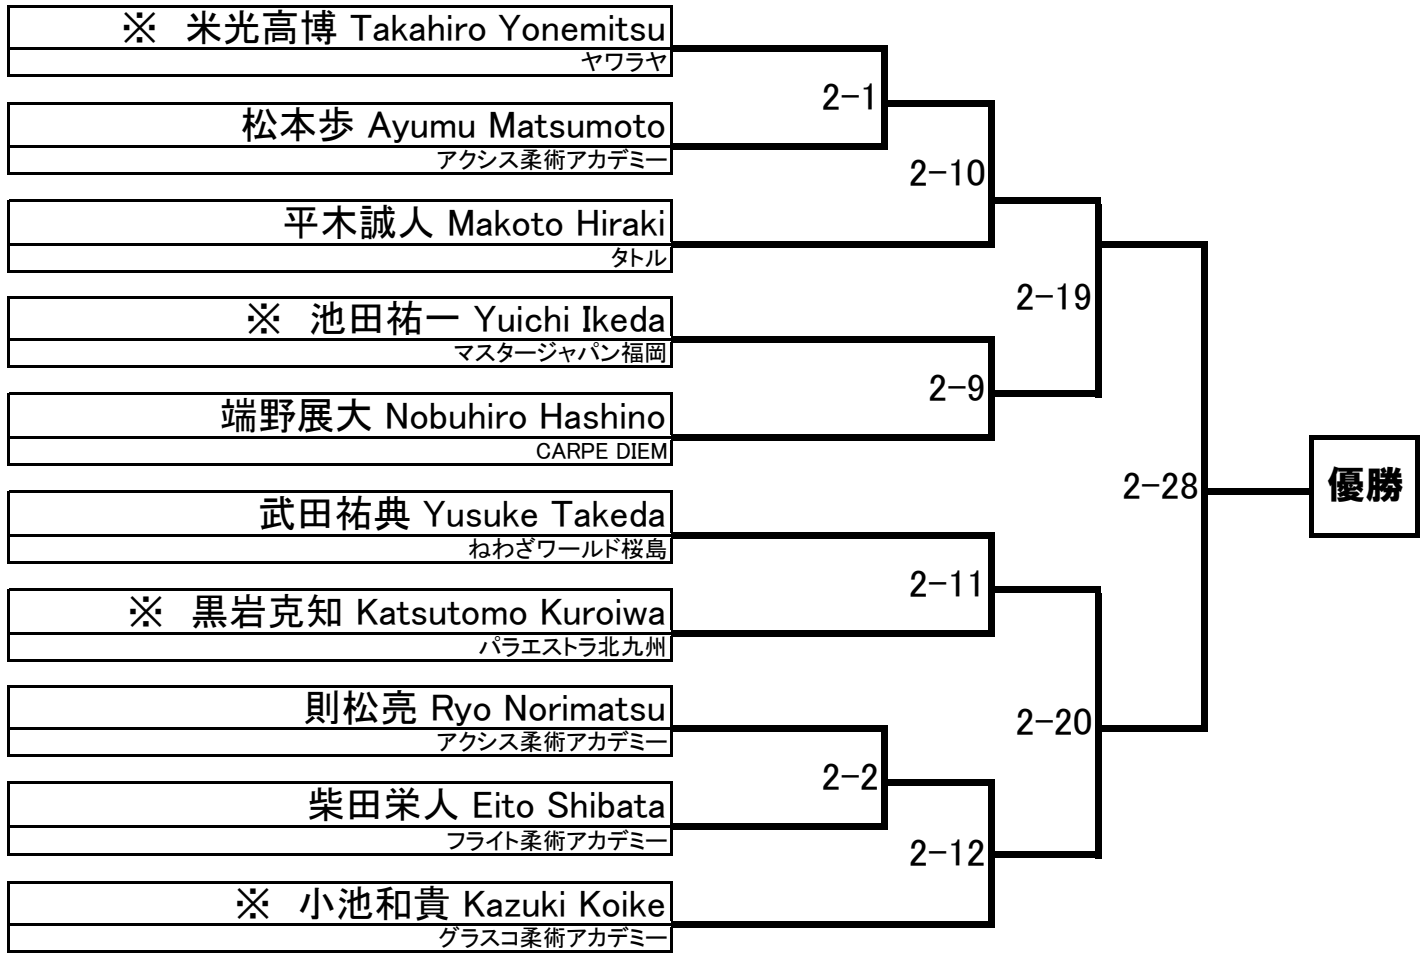 ※　米光高博 Takahiro Yonemitsu
ヤワラヤ
松本歩 Ayumu Matsumoto
アクシス柔術アカデミー
平木誠人 Makoto Hiraki
タトル
※　池田祐一 Yuichi Ikeda
マスタージャパン福岡
端野展大 Nobuhiro Hashino
CARPE DIEM
武田祐典 Yusuke Takeda
ねわざワールド桜島
※　黒岩克知 Katsutomo Kuroiwa
パラエストラ北九州
則松亮 Ryo Norimatsu
アクシス柔術アカデミー
柴田栄人 Eito Shibata
フライト柔術アカデミー
※　小池和貴 Kazuki Koike
グラスコ柔術アカデミー
2-1
2-2
2-10
2-9
2-11
2-12
2-19
2-20
2-28
優勝